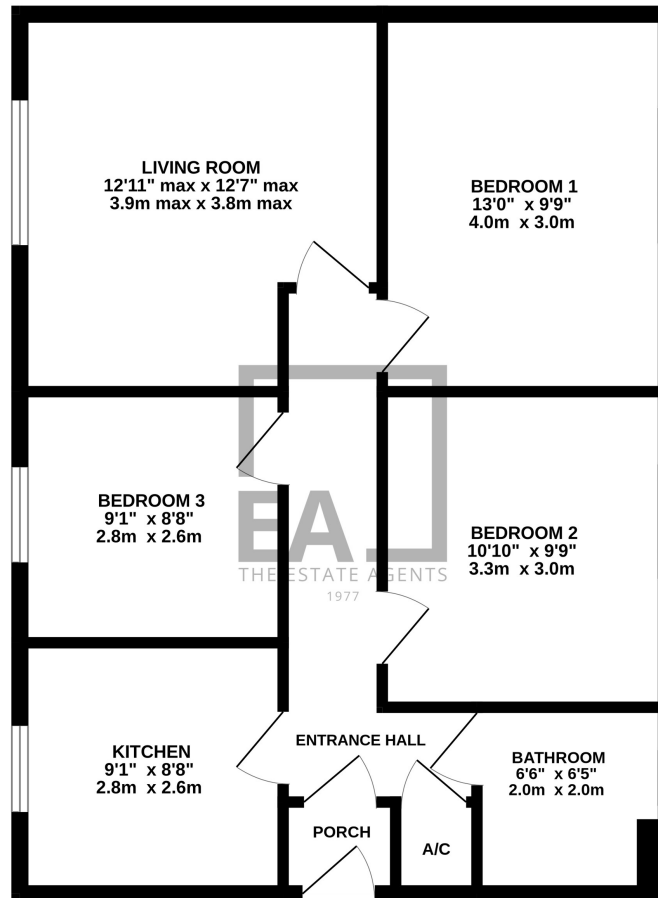 LIVING ROOM
12'11" max x 12'7" max
3.9m max x 3.8m max
BEDROOM 1
13'0" x 9'9"
4.0m x 3.0m
BEDROOM 3
9'1" x 8'8"
2.8m x 2.6m
EA
THE ESTATE AGENTS
1977
BEDROOM 2
10'10" x 9'9"
3.3m x 3.0m
KITCHEN
9'1" x 8'8"
2.8m x 2.6m
ENTRANCE HALL
BATHROOM
6'6" x 6'5"
2.0m x 2.0m
PORCH
A/C